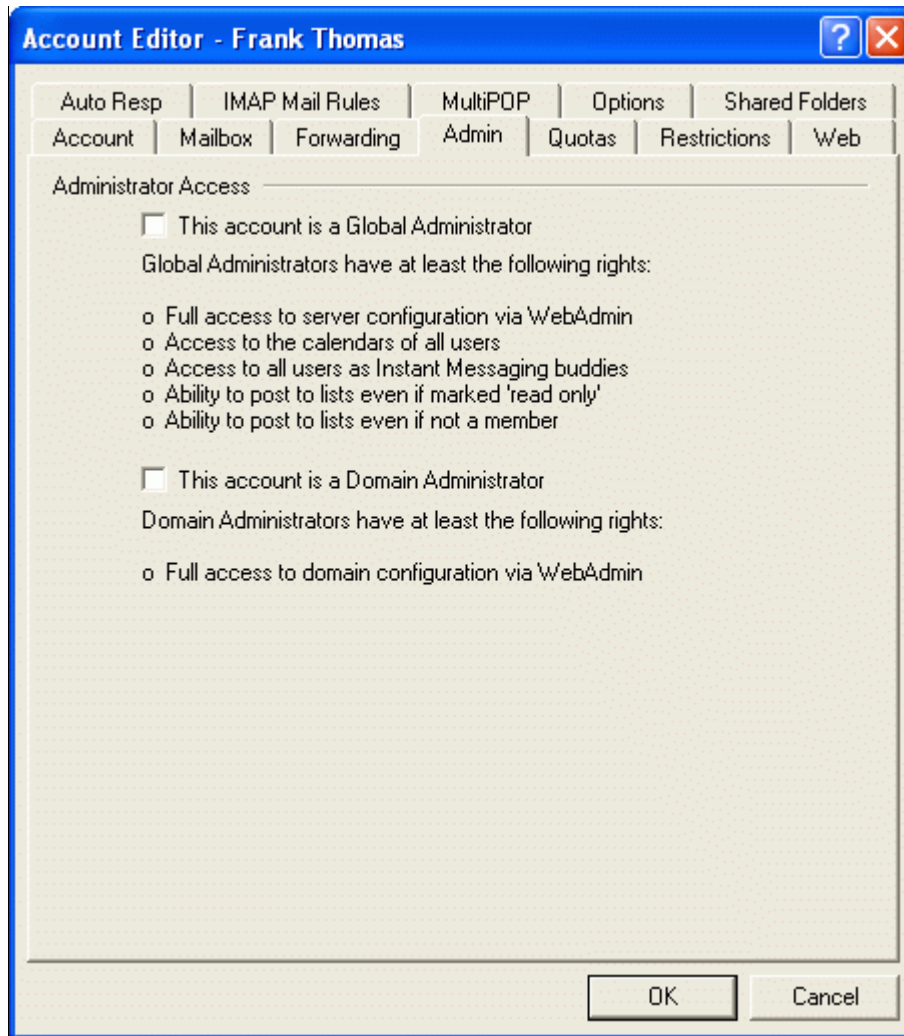 Account Editor - Frank Thomas
Auto Resp IMAP Mail Rules MultiPOP Options Shared Folders
Account Mailbox Forwarding Admin Quotas Restrictions Web
Administrator Access
This account is a Global Administrator
Global Administrators have at least the following rights:
o Full access to server configuration via WebAdmin
o Access to the calendars of all users
o Access to all users as Instant Messaging buddies
o Ability to post to lists even if marked 'read only'
o Ability to post to lists even if not a member
This account is a Domain Administrator
Domain Administrators have at least the following rights:
o Full access to domain configuration via WebAdmin
OK Cancel